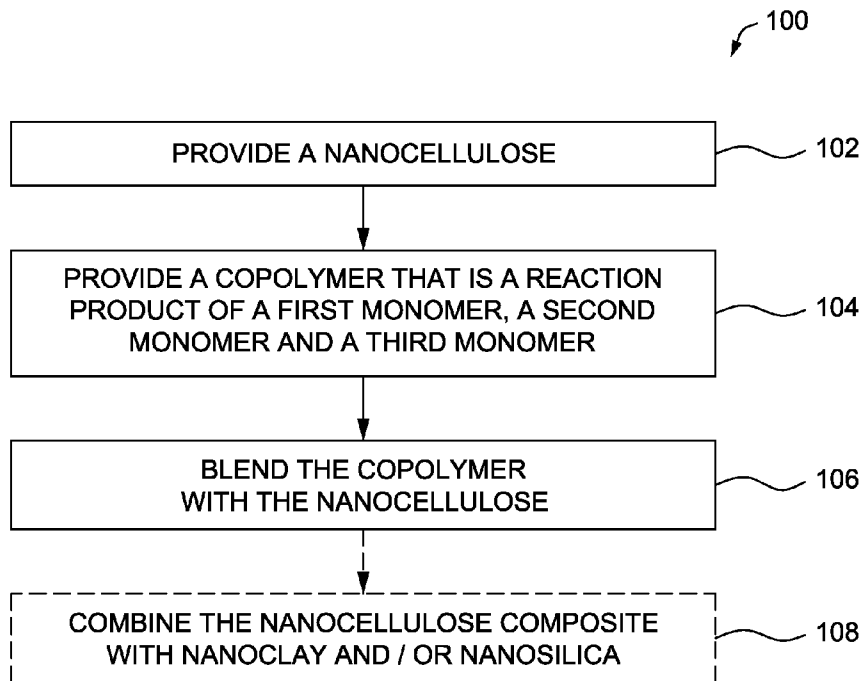 100
PROVIDE A NANOCELLULOSE
102
PROVIDE A COPOLYMER THAT IS A REACTION
PRODUCT OF A FIRST MONOMER, A SECOND
MONOMER AND A THIRD MONOMER
104
BLEND THE COPOLYMER
WITH THE NANOCELLULOSE
106
COMBINE THE NANOCELLULOSE COMPOSITE
WITH NANOCLAY AND / OR NANOSILICA
108